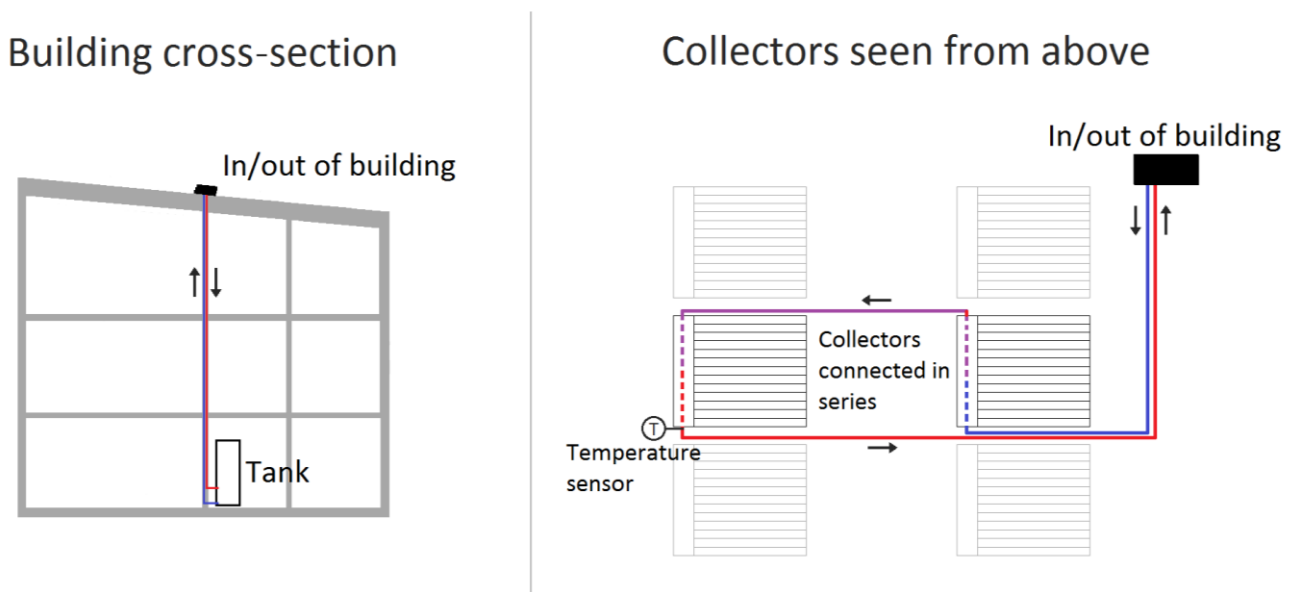 Building cross-section
In/out of building
Tank
Collectors seen from above
In/out of building
Collectors
connected in
series
T
Temperature
sensor